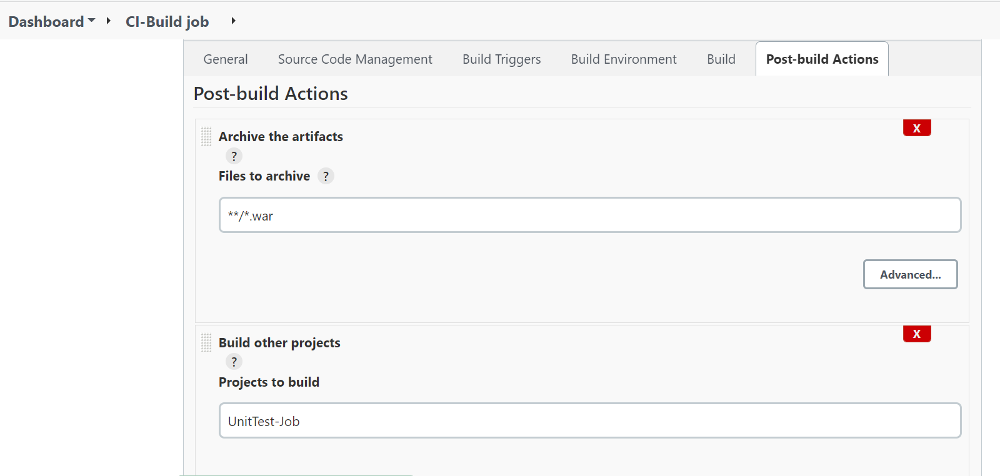 Dashboard CI-Build job
General Source Code Management Build Triggers Build Environment Build Post-build Actions
Post-build Actions
X
Archive the artifacts
?
Files to archive ?
**/*.war
Advanced...
X
Build other projects
?
Projects to build
UnitTest-Job